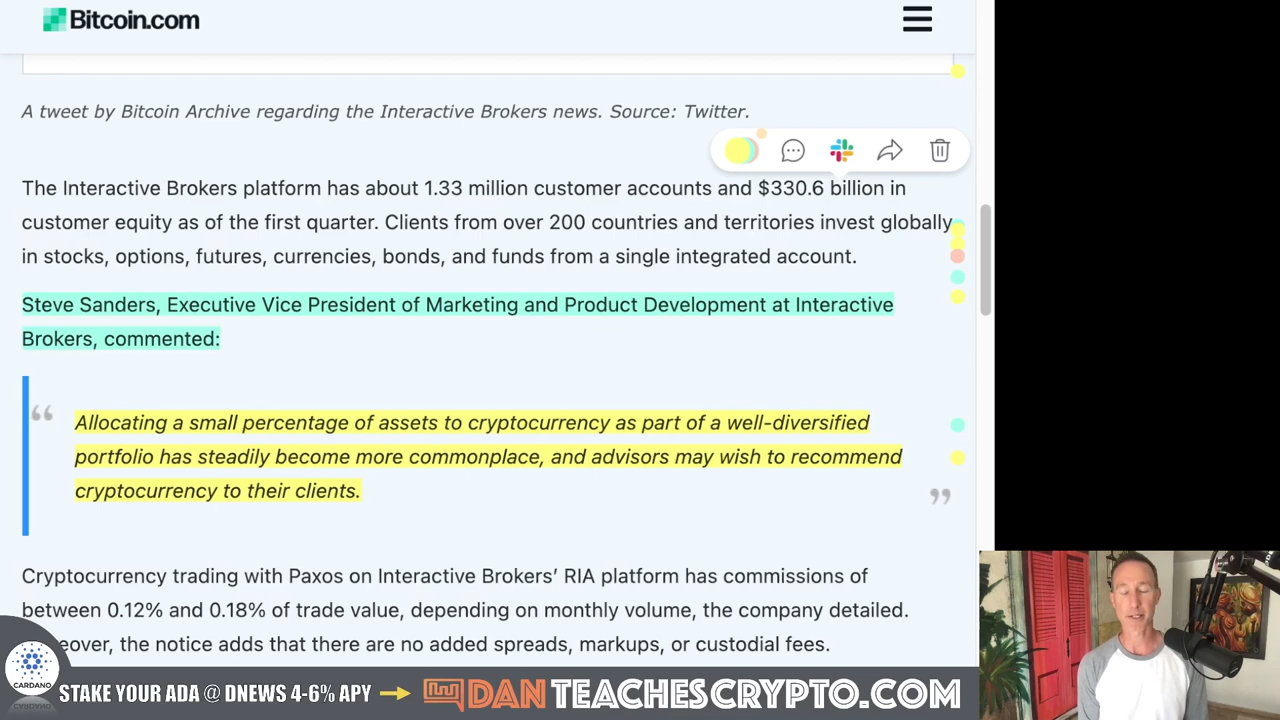 Bitcoin.com
A tweet by Bitcoin Archive regarding the Interactive Brokers news. Source: Twitter.
The Interactive Brokers platform has about 1.33 million customer accounts and $330.6 billion in
customer equity as of the first quarter. Clients from over 200 countries and territories invest globally
in stocks, options, futures, currencies, bonds, and funds from a single integrated account.
Steve Sanders, Executive Vice President of Marketing and Product Development at Interactive
Brokers, commented:
“
Allocating a small percentage of assets to cryptocurrency as part of a well-diversified
portfolio has steadily become more commonplace, and advisors may wish to recommend
cryptocurrency to their clients.
”
Cryptocurrency trading with Paxos on Interactive Brokers’ RIA platform has commissions of
between 0.12% and 0.18% of trade value, depending on monthly volume, the company detailed.
the notice adds that there are no added spreads, markups, or custodial fees.
CARDANO
STAKE YOUR ADA @ DNEWS 4-6% APY
DAN TEACHESCRYPTO.COM